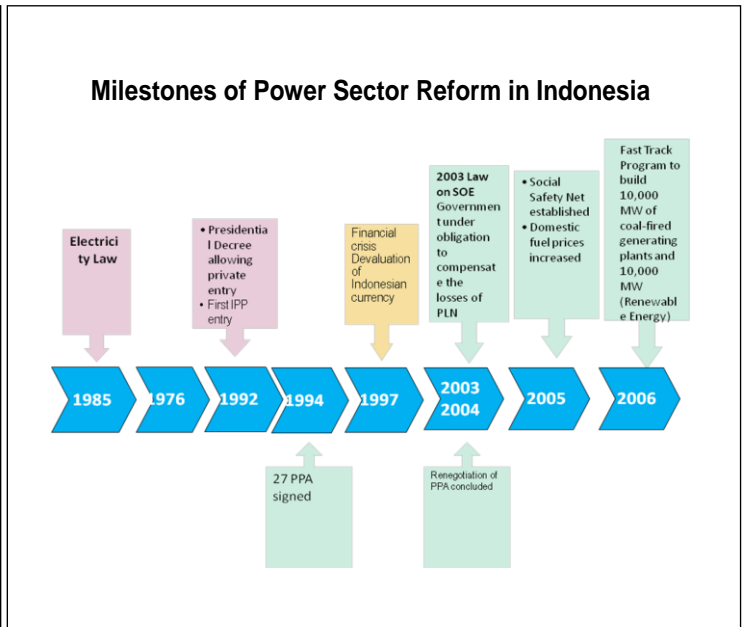 Milestones of Power Sector Reform in Indonesia
Electrici
ty Law
• Presidentia
l Decree
allowing
private
entry
• First IPP
entry
Financial
crisis
Devaluation
of
Indonesian
currency
2003 Law
on SOE
Governmen
t under
obligation
to
compensat
e the
losses of
PLN
• Social
Safety Net
established
• Domestic
fuel prices
increased
Fast Track
Program to
build
10,000
MW of
coal-fired
generating
plants and
10,000
MW
(Renewabl
e Energy)
1985
1976
1992
1994
1997
2003
2004
2005
2006
27 PPA
signed
Renegotiation of
PPA concluded